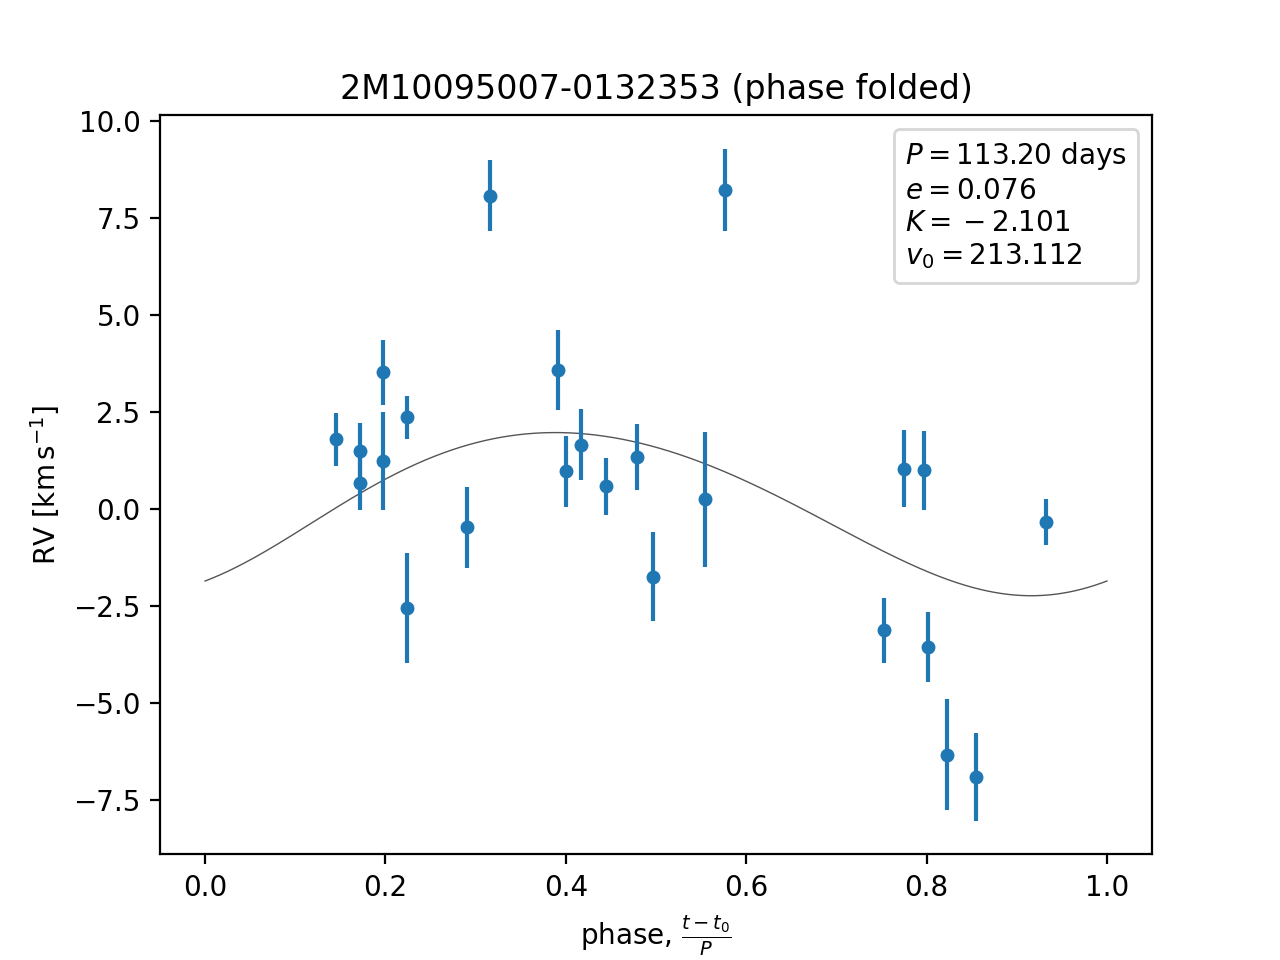 2M10095007-0132353 (phase folded)
P = 113.20 days
e = 0.076
K = −2.101
v₀ = 213.112
RV [km s⁻¹]
10.0
7.5
5.0
2.5
0.0
−2.5
−5.0
−7.5
0.0 0.2 0.4 0.6 0.8 1.0
phase, (t − t₀)/P